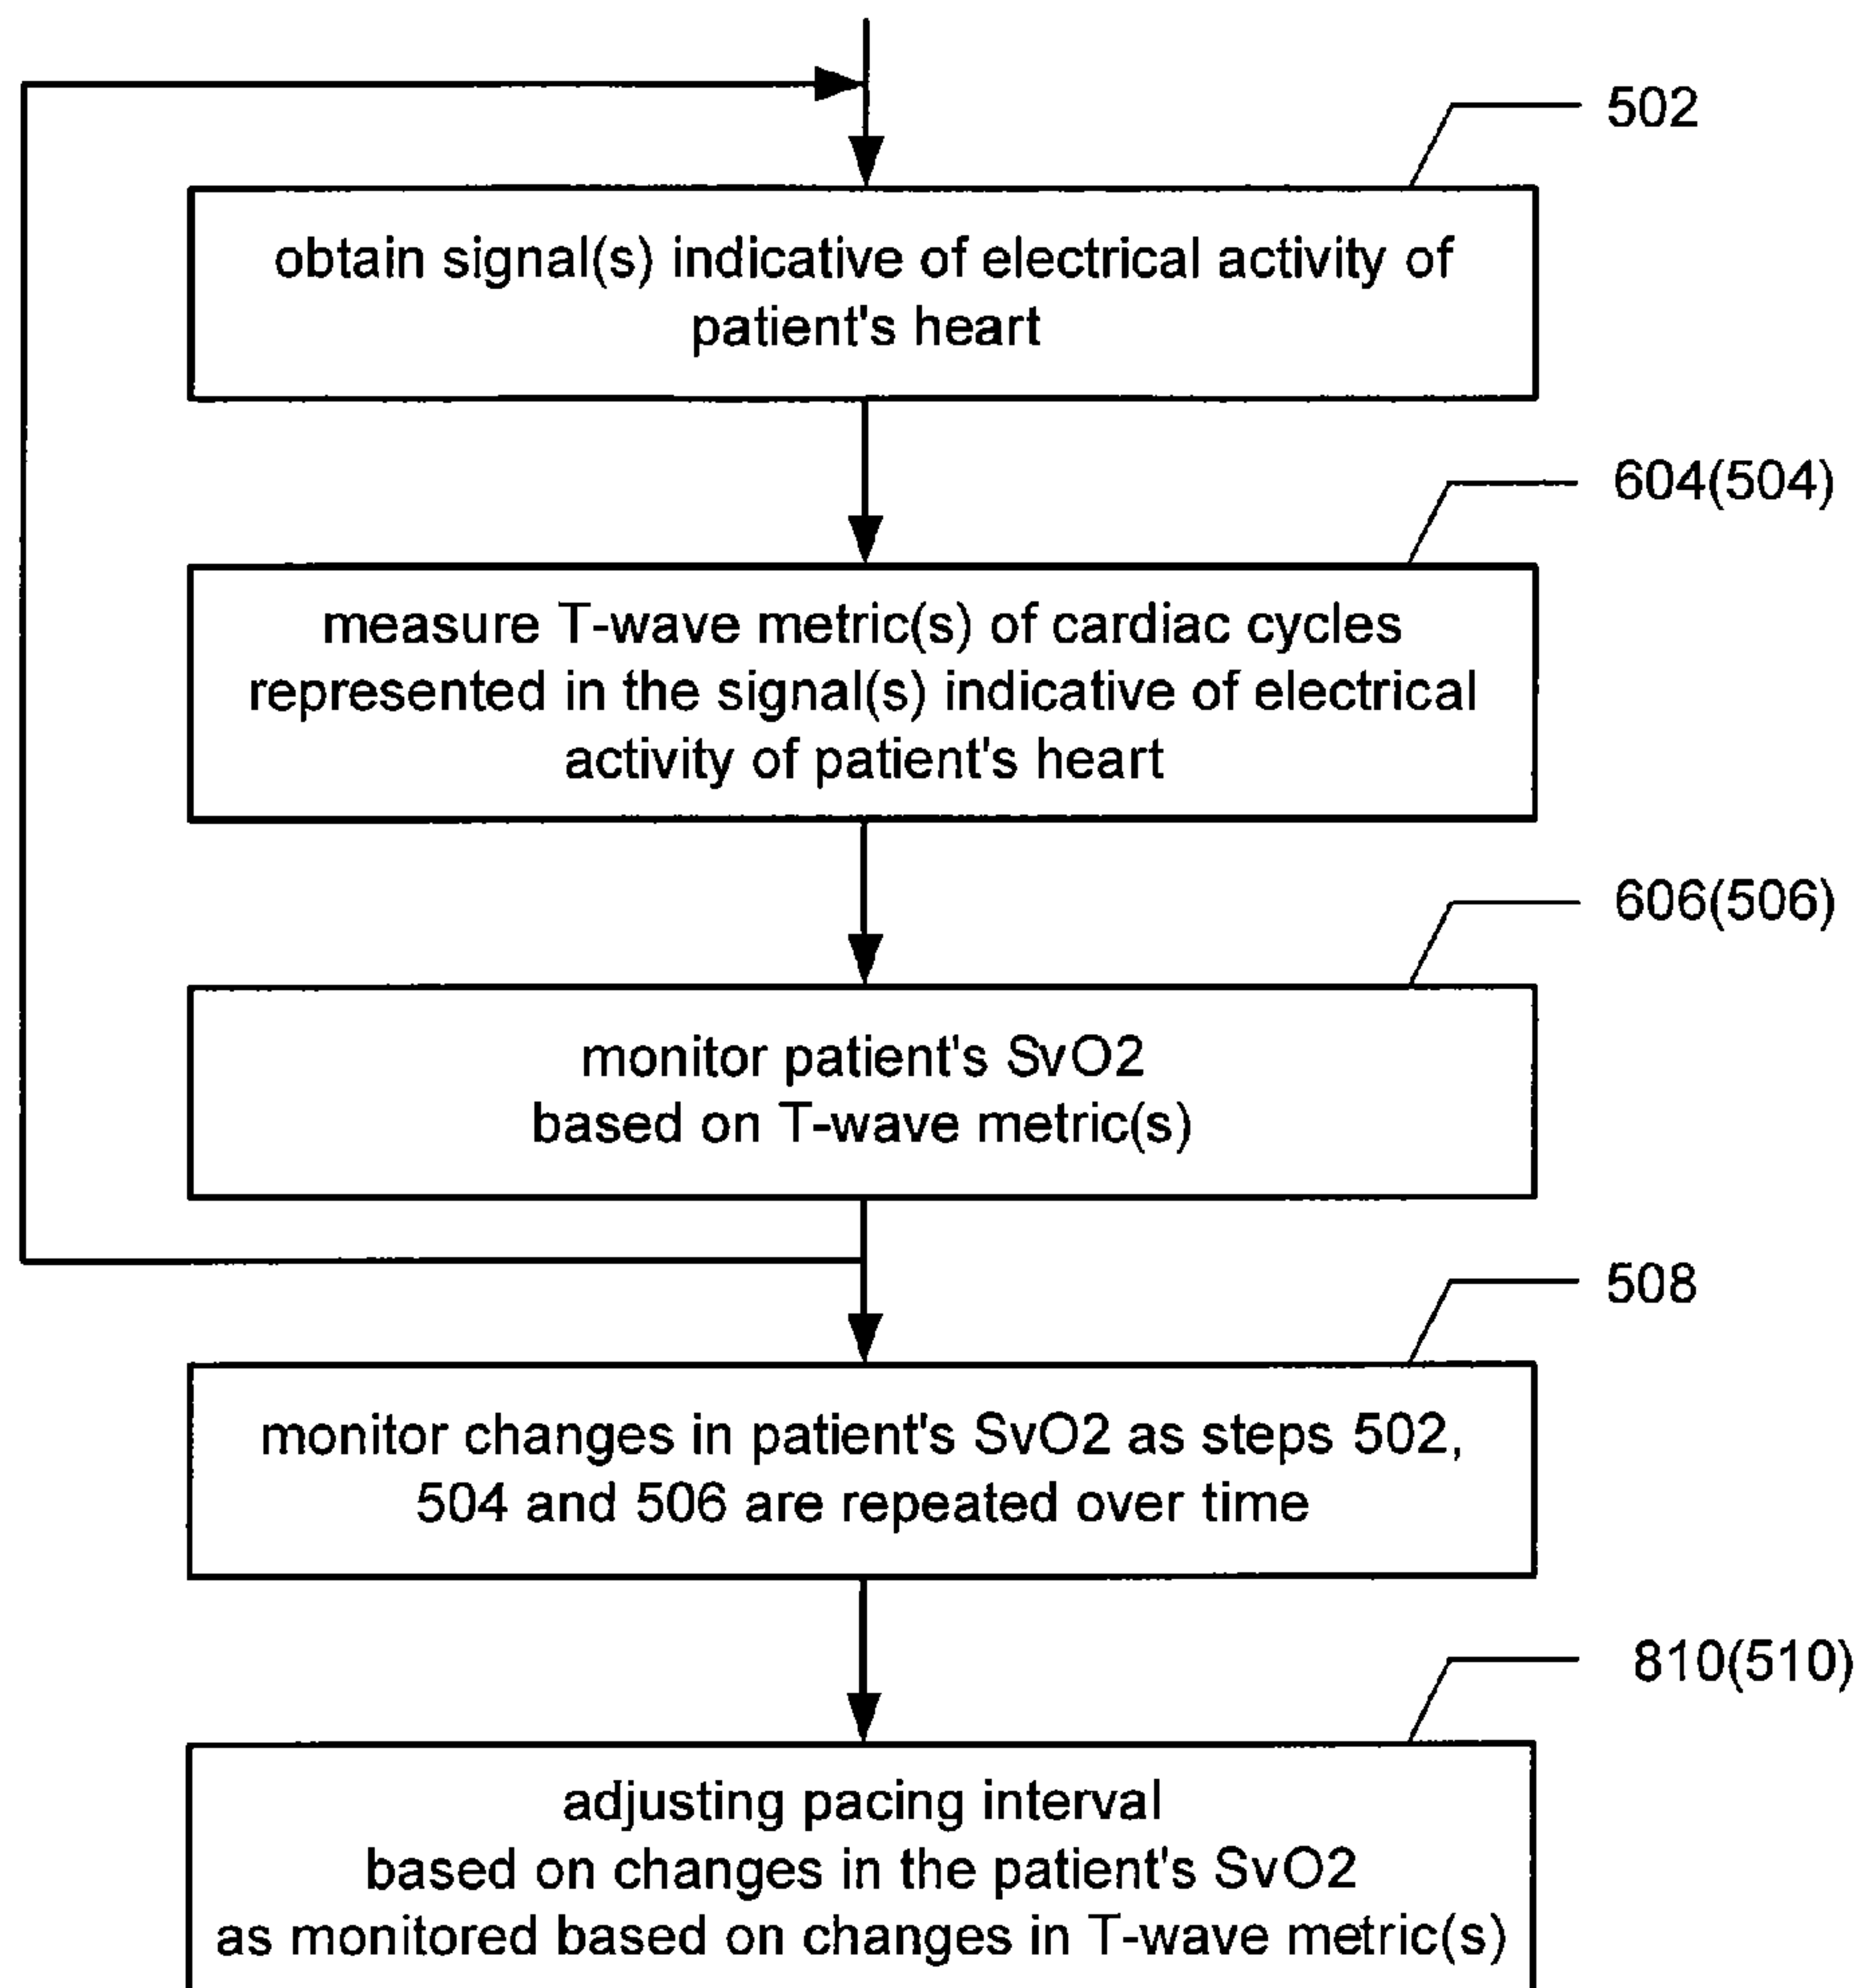 502
obtain signal(s) indicative of electrical activity of
patient's heart
604(504)
measure T-wave metric(s) of cardiac cycles
represented in the signal(s) indicative of electrical
activity of patient's heart
606(506)
monitor patient's SvO2
based on T-wave metric(s)
508
monitor changes in patient's SvO2 as steps 502,
504 and 506 are repeated over time
810(510)
adjusting pacing interval
based on changes in the patient's SvO2
as monitored based on changes in T-wave metric(s)